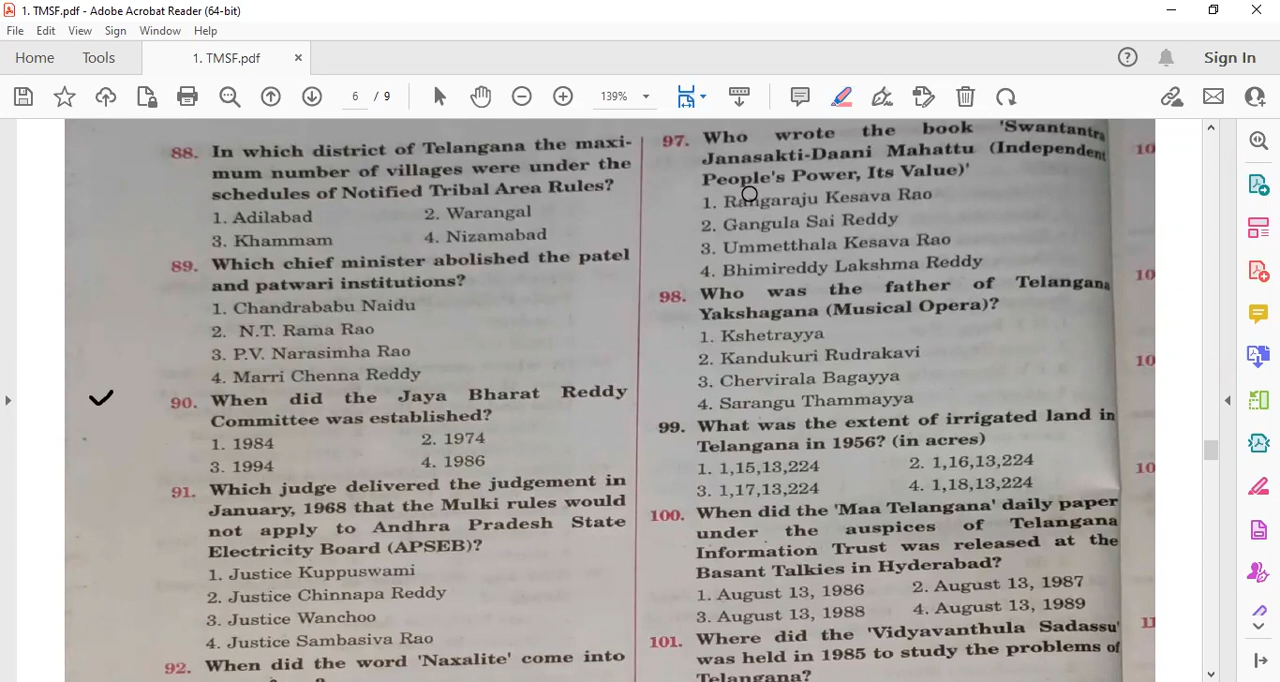 1. TMSF.pdf - Adobe Acrobat Reader (64-bit)
File Edit View Sign Window Help
Home Tools 1. TMSF.pdf × Sign In
6 / 9 139%
88. In which district of Telangana the maxi-
mum number of villages were under the
schedules of Notified Tribal Area Rules?
1. Adilabad 2. Warangal
3. Khammam 4. Nizamabad
89. Which chief minister abolished the patel
and patwari institutions?
1. Chandrababu Naidu
2. N.T. Rama Rao
3. P.V. Narasimha Rao
4. Marri Chenna Reddy
90. When did the Jaya Bharat Reddy
Committee was established?
1. 1984 2. 1974
3. 1994 4. 1986
91. Which judge delivered the judgement in
January, 1968 that the Mulki rules would
not apply to Andhra Pradesh State
Electricity Board (APSEB)?
1. Justice Kuppuswami
2. Justice Chinnapa Reddy
3. Justice Wanchoo
4. Justice Sambasiva Rao
92. When did the word 'Naxalite' come into
97. Who wrote the book 'Swantantra
Janasakti-Daani Mahattu (Independent
People's Power, Its Value)'
1. Rangaraju Kesava Rao
2. Gangula Sai Reddy
3. Ummetthala Kesava Rao
4. Bhimireddy Lakshma Reddy
98. Who was the father of Telangana
Yakshagana (Musical Opera)?
1. Kshetrayya
2. Kandukuri Rudrakavi
3. Chervirala Bagayya
4. Sarangu Thammayya
99. What was the extent of irrigated land in
Telangana in 1956? (in acres)
1. 1,15,13,224 2. 1,16,13,224
3. 1,17,13,224 4. 1,18,13,224
100. When did the 'Maa Telangana' daily paper
under the auspices of Telangana
Information Trust was released at the
Basant Talkies in Hyderabad?
1. August 13, 1986 2. August 13, 1987
3. August 13, 1988 4. August 13, 1989
101. Where did the 'Vidyavanthula Sadassu'
was held in 1985 to study the problems of
Telangana?
10
10
10
10
11